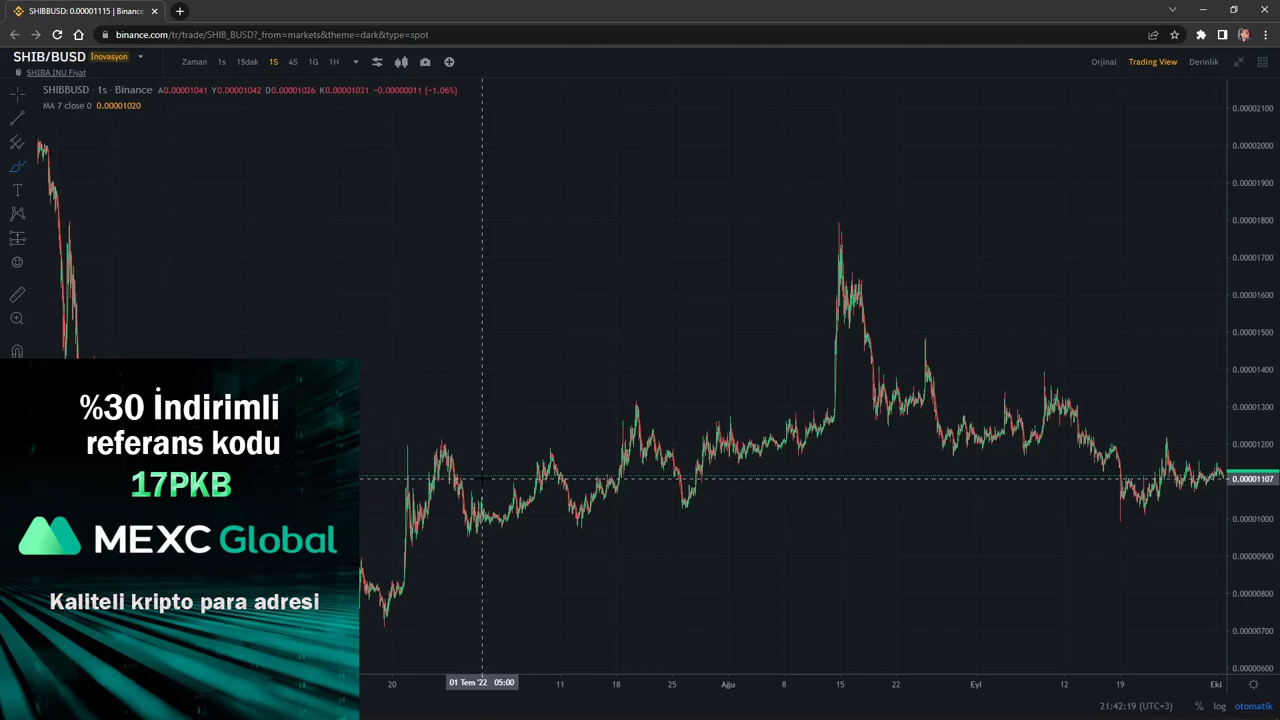 SHIBBUSD: 0.00001115 | Binance
binance.com/tr/trade/SHIB_BUSD?_from=markets&theme=dark&type=spot
SHIB/BUSD İnovasyon
SHIBA INU Fiyat
Zaman 1s 15dak 1S 4S 1G 1H
Orjinal Trading View Derinlik
SHIBBUSD · 1s · Binance A0.00001041 Y0.00001042 D0.00001026 K0.00001031 −0.00000011 (−1.06%)
MA 7 close 0 0.00001020
0.00002100
0.00002000
0.00001900
0.00001800
0.00001700
0.00001600
0.00001500
0.00001400
0.00001300
0.00001200
0.00001107
0.00001000
0.00000900
0.00000800
0.00000700
0.00000600
%30 İndirimli
referans kodu
17PKB
MEXC Global
Kaliteli kripto para adresi
20 01 Tem '22 05:00 11 18 25 Ağu 8 15 22 Eyl 12 19 Eki
21:42:19 (UTC+3) % log otomatik